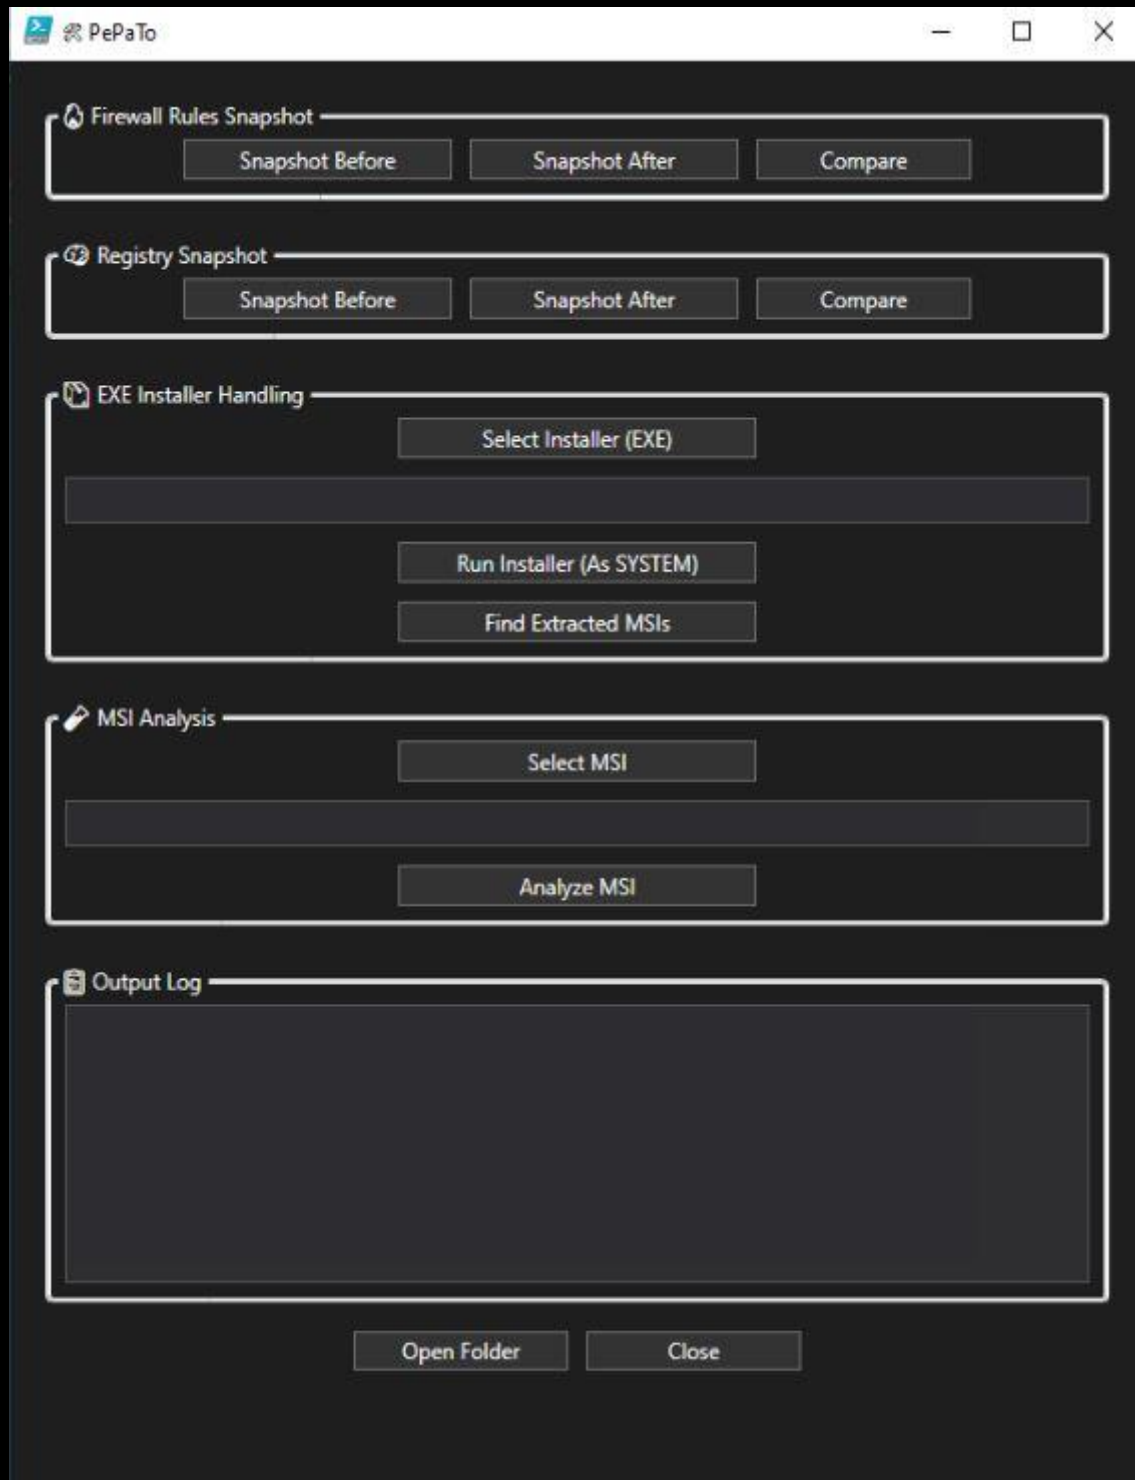 PePaTo
Firewall Rules Snapshot
Snapshot Before Snapshot After Compare
Registry Snapshot
Snapshot Before Snapshot After Compare
EXE Installer Handling
Select Installer (EXE)
Run Installer (As SYSTEM)
Find Extracted MSIs
MSI Analysis
Select MSI
Analyze MSI
Output Log
Open Folder Close